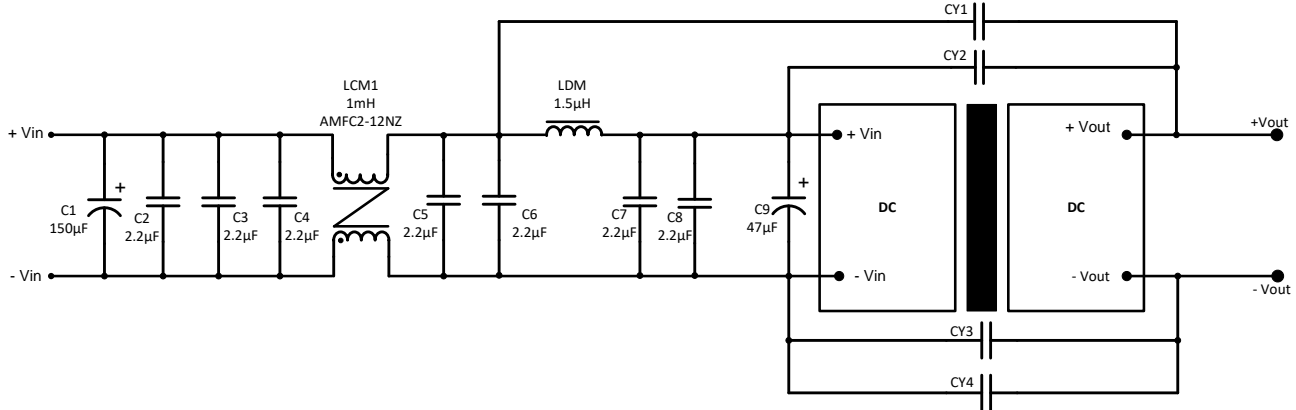 CY1
CY2
LCM1
1mH
AMFC2-12NZ
LDM
1.5µH
+ Vin
+ Vin
+ Vout
+Vout
+
+
C1
150µF
C2
2.2µF
C3
2.2µF
C4
2.2µF
C5
2.2µF
C6
2.2µF
C7
2.2µF
C8
2.2µF
C9
47µF
DC
DC
- Vin
- Vin
- Vout
- Vout
CY3
CY4